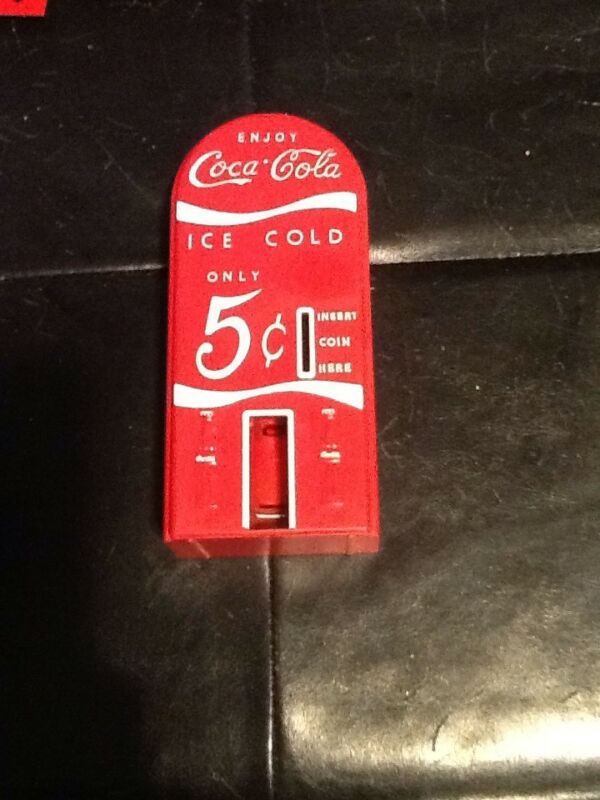 ENJOY
Coca-Cola
ICE COLD
ONLY
5¢
INSERT
COIN
HERE